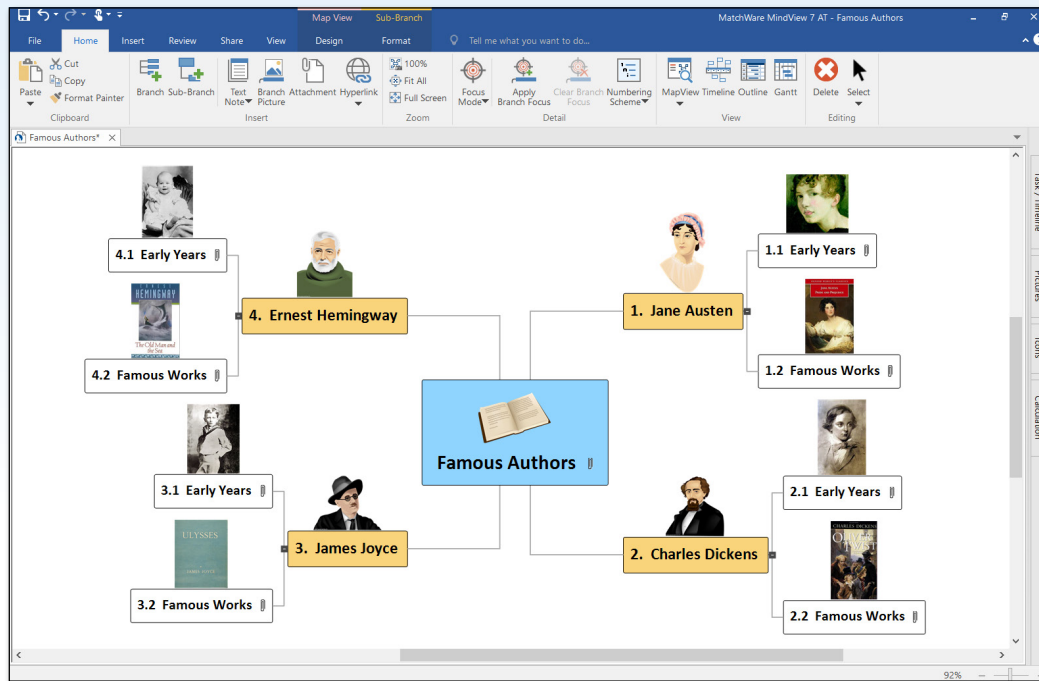 Map View
Sub-Branch
MatchWare MindView 7 AT - Famous Authors
File
Home
Insert
Review
Share
View
Design
Format
Tell me what you want to do...
Paste
Cut
Copy
Format Painter
Clipboard
Branch
Sub-Branch
Text Note
Branch Picture
Attachment
Hyperlink
Insert
100%
Fit All
Full Screen
Zoom
Focus Mode
Apply Branch Focus
Clear Branch Focus
Numbering Scheme
Detail
MapView
Timeline
Outline
Gantt
View
Delete
Select
Editing
Famous Authors*
4.1 Early Years
HEMINGWAY
The Old Man and
the Sea
4.2 Famous Works
4. Ernest Hemingway
3.1 Early Years
ULYSSES
3.2 Famous Works
3. James Joyce
Famous Authors
1. Jane Austen
1.1 Early Years
1.2 Famous Works
2. Charles Dickens
2.1 Early Years
CHARLES DICKENS
OLIVER
TWIST
2.2 Famous Works
Task / Timeline
Pictures
Icons
Calculation
92%